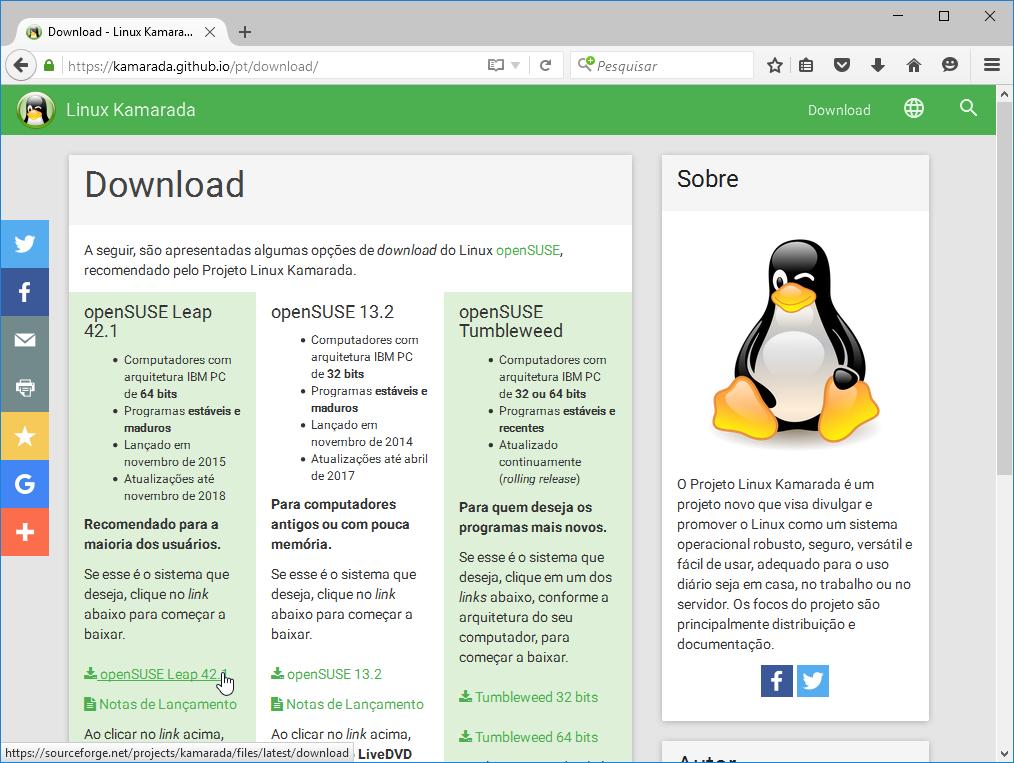 Download - Linux Kamara...
https://kamarada.github.io/pt/download/
Pesquisar
Linux Kamarada
Download
Download
A seguir, são apresentadas algumas opções de download do Linux openSUSE,
recomendado pelo Projeto Linux Kamarada.
openSUSE Leap
42.1
Computadores com
arquitetura IBM PC
de 64 bits
Programas estáveis e
maduros
Lançado em
novembro de 2015
Atualizações até
novembro de 2018
Recomendado para a
maioria dos usuários.
Se esse é o sistema que
deseja, clique no link
abaixo para começar a
baixar.
openSUSE Leap 42.1
Notas de Lançamento
Ao clicar no link acima,
openSUSE 13.2
Computadores com
arquitetura IBM PC
de 32 bits
Programas estáveis e
maduros
Lançado em
novembro de 2014
Atualizações até abril
de 2017
Para computadores
antigos ou com pouca
memória.
Se esse é o sistema que
deseja, clique no link
abaixo para começar a
baixar.
openSUSE 13.2
Notas de Lançamento
Ao clicar no link acima,
LiveDVD
openSUSE
Tumbleweed
Computadores com
arquitetura IBM PC
de 32 ou 64 bits
Programas estáveis e
recentes
Atualizado
continuamente
(rolling release)
Para quem deseja os
programas mais novos.
Se esse é o sistema que
deseja, clique em um dos
links abaixo, conforme a
arquitetura do seu
computador, para
começar a baixar.
Tumbleweed 32 bits
Tumbleweed 64 bits
Sobre
O Projeto Linux Kamarada é um
projeto novo que visa divulgar e
promover o Linux como um sistema
operacional robusto, seguro, versátil e
fácil de usar, adequado para o uso
diário seja em casa, no trabalho ou no
servidor. Os focos do projeto são
principalmente distribuição e
documentação.
Autor
https://sourceforge.net/projects/kamarada/files/latest/download